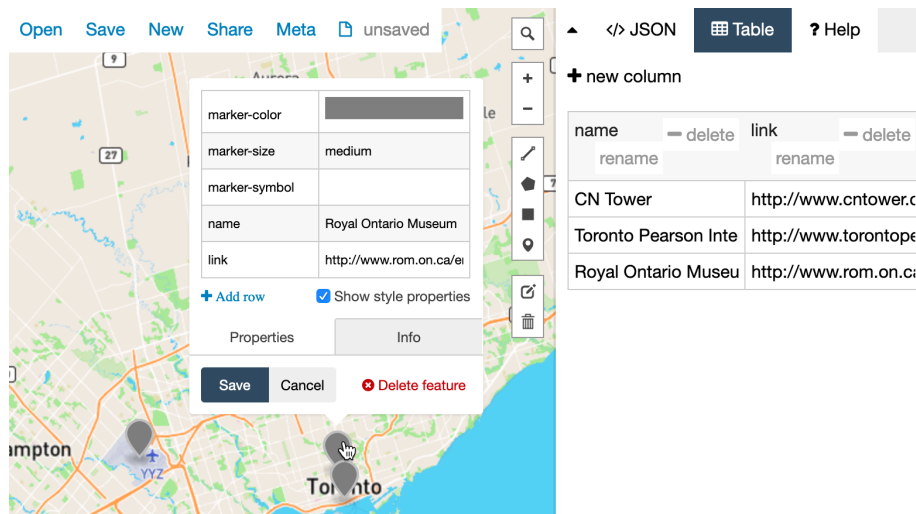 Open Save New Share Meta unsaved
</> JSON Table ? Help
new column
name delete link delete
rename rename
CN Tower http://www.cntower.c
Toronto Pearson Inte http://www.torontope
Royal Ontario Museu http://www.rom.on.ca
9
27
7
marker-color
marker-size medium
marker-symbol
name Royal Ontario Museum
link http://www.rom.on.ca/e
Add row Show style properties
Properties Info
Save Cancel Delete feature
ampton
YYZ